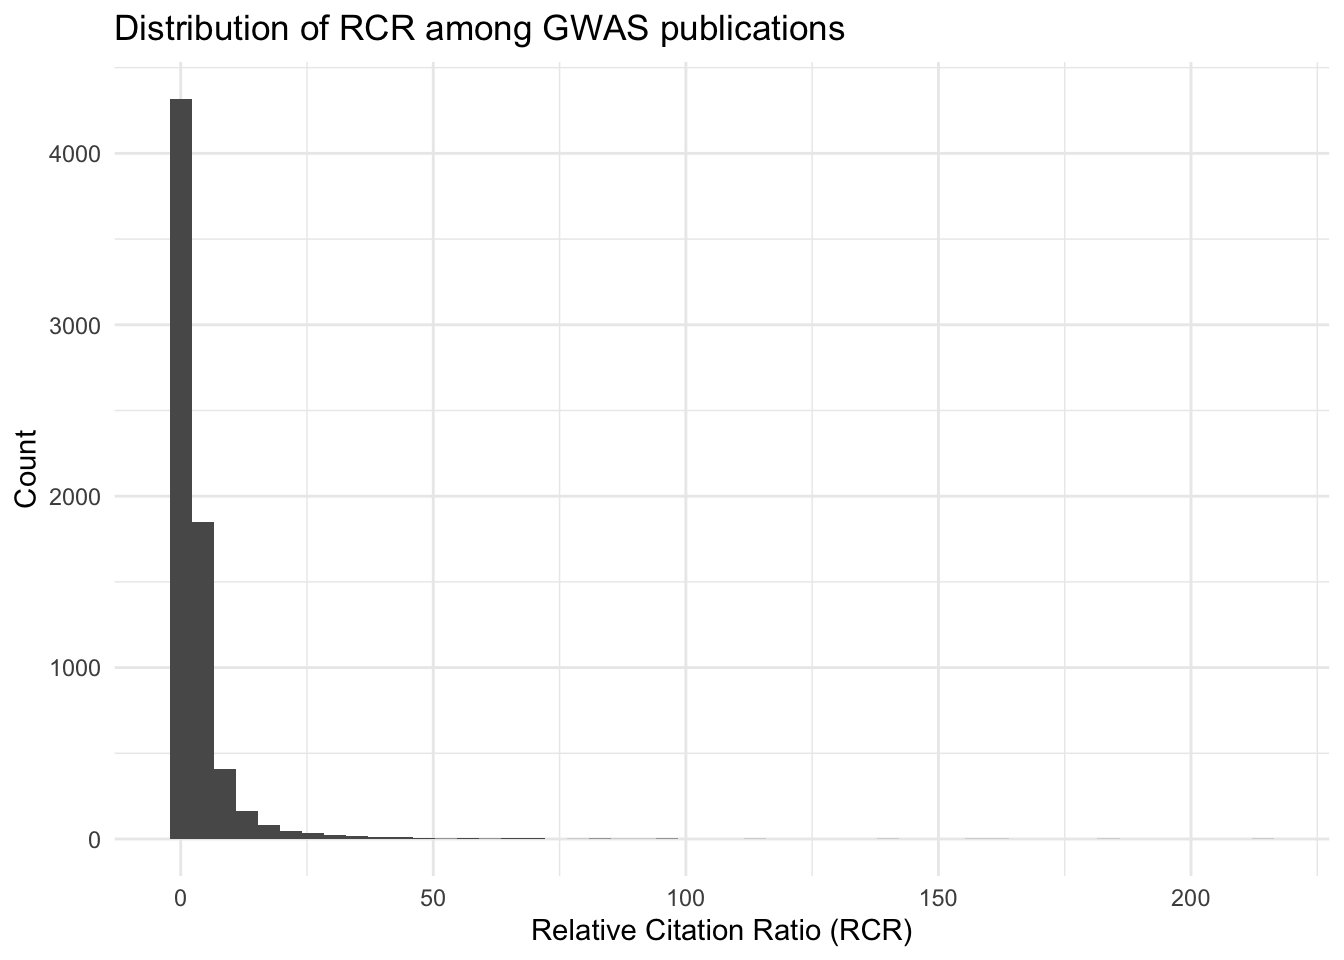 Distribution of RCR among GWAS publications
Count
4000
3000
2000
1000
0
0 50 100 150 200
Relative Citation Ratio (RCR)